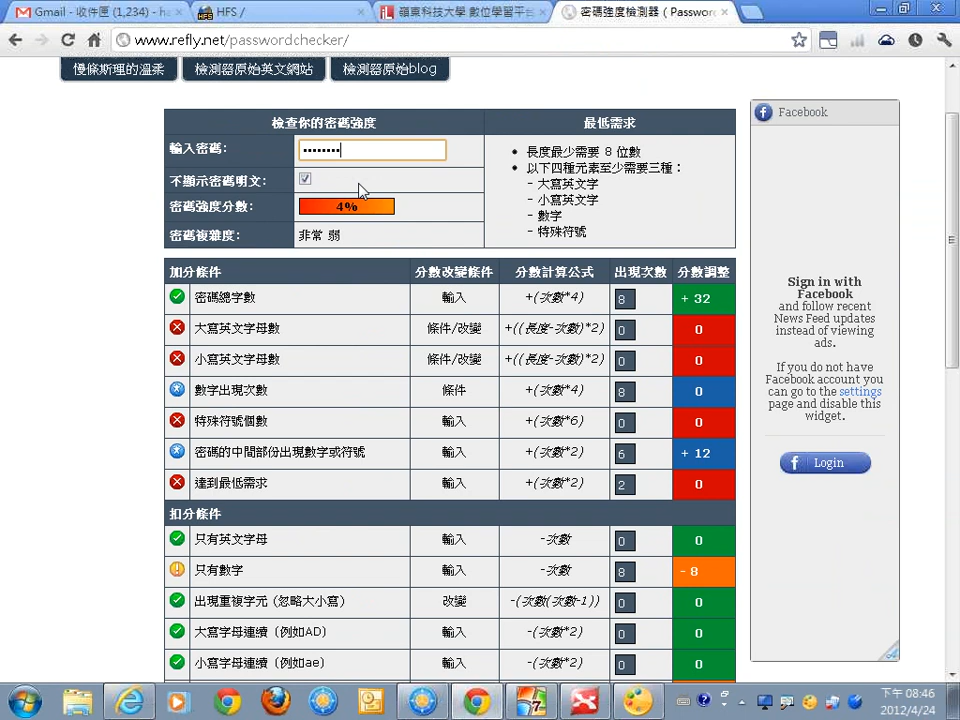 Gmail - 收件匣 (1,234) - h
HFS /
嶺東科技大學 數位學習平台
密碼強度檢測器 ( Passwor
www.refly.net/passwordchecker/
慢條斯理的溫柔
檢測器原始英文網站
檢測器原始blog
檢查你的密碼強度
最低需求
輸入密碼:
••••••••
不顯示密碼明文:
密碼強度分數:
4%
密碼複雜度:
非常 弱
• 長度最少需要 8 位數
• 以下四種元素至少需要三種：
- 大寫英文字
- 小寫英文字
- 數字
- 特殊符號
加分條件 分數改變條件 分數計算公式 出現次數 分數調整
密碼總字數 輸入 +(次數*4) 8 + 32
大寫英文字母數 條件/改變 +((長度-次數)*2) 0 0
小寫英文字母數 條件/改變 +((長度-次數)*2) 0 0
數字出現次數 條件 +(次數*4) 8 0
特殊符號個數 輸入 +(次數*6) 0 0
密碼的中間部份出現數字或符號 輸入 +(次數*2) 6 + 12
達到最低需求 輸入 +(次數*2) 2 0
扣分條件
只有英文字母 輸入 -次數 0 0
只有數字 輸入 -次數 8 - 8
出現重複字元 (忽略大小寫) 改變 -(次數(次數-1)) 0 0
大寫字母連續〔例如AD〕 輸入 -(次數*2) 0 0
小寫字母連續〔例如ae〕 輸入 -(次數*2) 0 0
Facebook
Sign in with
Facebook
and follow recent
News Feed updates
instead of viewing
ads.
If you do not have
Facebook account you
can go to the settings
page and disable this
widget.
Login
下午 08:46
2012/4/24